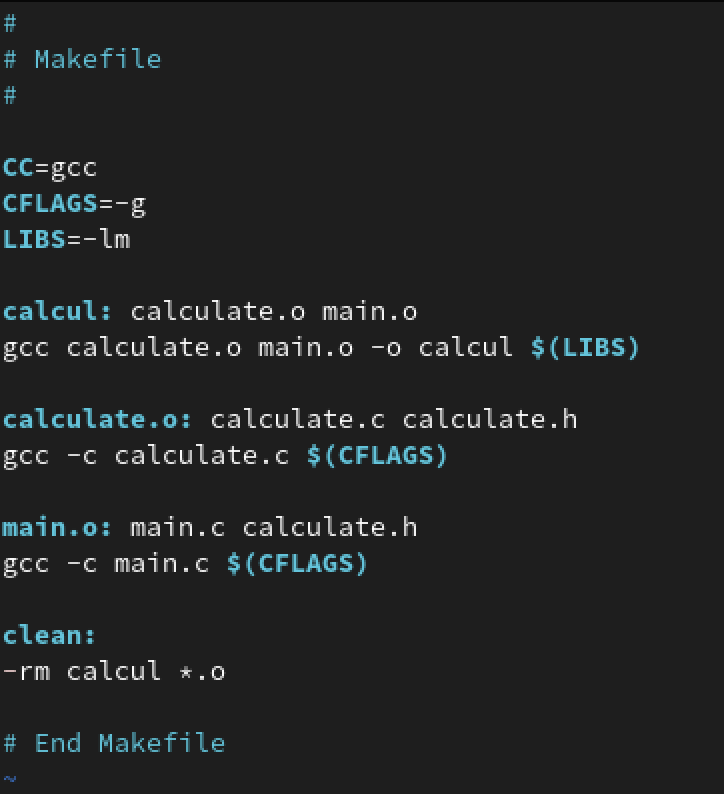 #
# Makefile
#
CC=gcc
CFLAGS=-g
LIBS=-lm
calcul: calculate.o main.o
gcc calculate.o main.o -o calcul $(LIBS)
calculate.o: calculate.c calculate.h
gcc -c calculate.c $(CFLAGS)
main.o: main.c calculate.h
gcc -c main.c $(CFLAGS)
clean:
-rm calcul *.o
# End Makefile
~